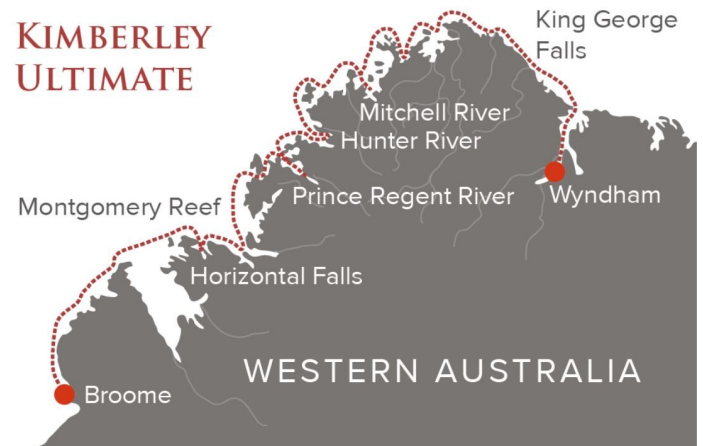 KIMBERLEY
ULTIMATE
King George
Falls
Mitchell River
Hunter River
Prince Regent River
Wyndham
Montgomery Reef
Horizontal Falls
WESTERN AUSTRALIA
Broome